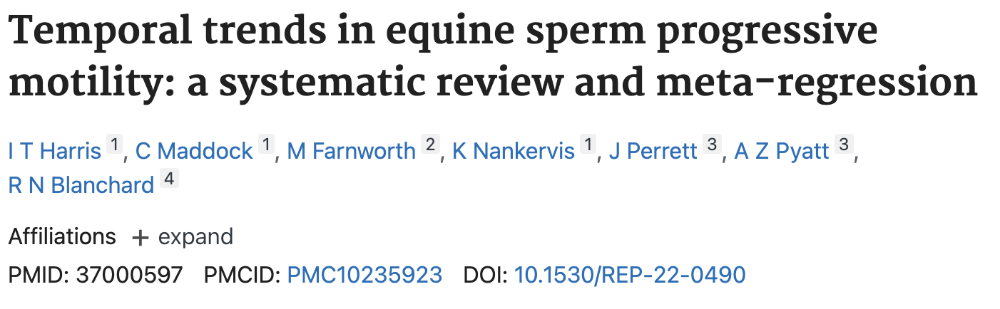 Temporal trends in equine sperm progressive
motility: a systematic review and meta-regression
I T Harris 1, C Maddock 1, M Farnworth 2, K Nankervis 1, J Perrett 3, A Z Pyatt 3,
R N Blanchard 4
Affiliations + expand
PMID: 37000597 PMCID: PMC10235923 DOI: 10.1530/REP-22-0490